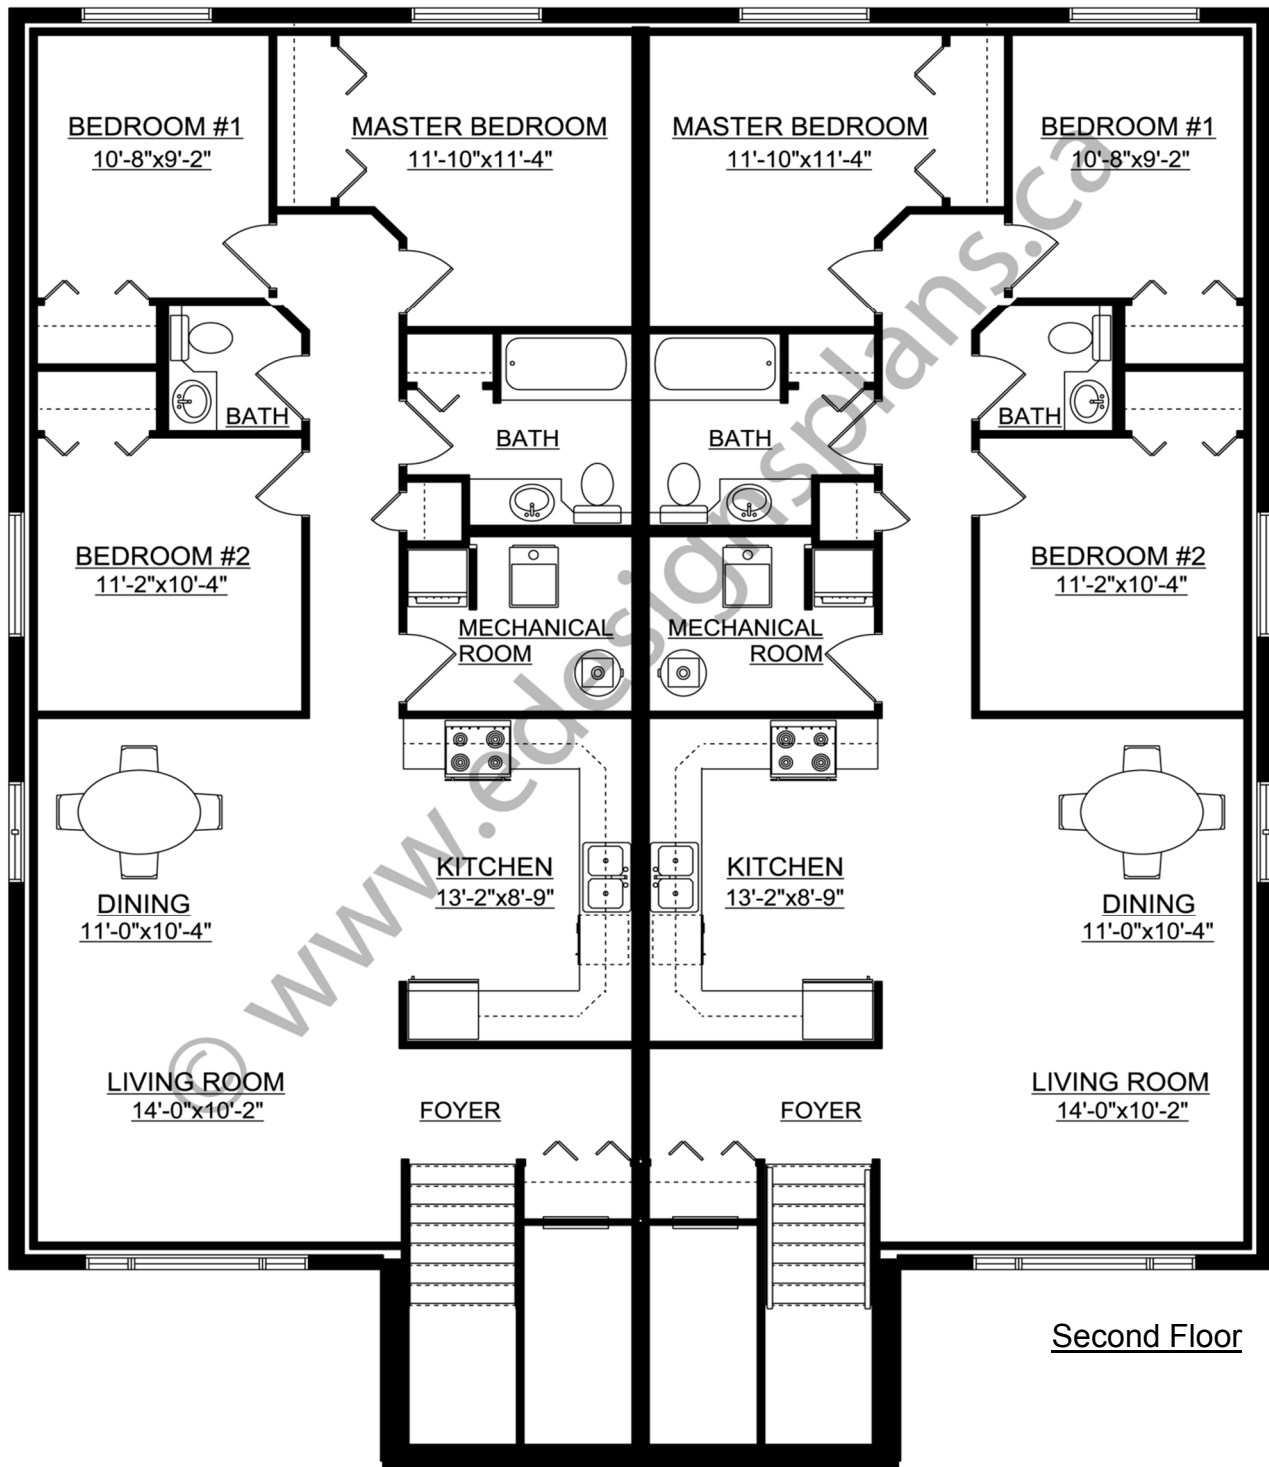 BEDROOM #1
10'-8"x9'-2"
MASTER BEDROOM
11'-10"x11'-4"
MASTER BEDROOM
11'-10"x11'-4"
BEDROOM #1
10'-8"x9'-2"
BATH
BATH
BATH
BATH
BEDROOM #2
11'-2"x10'-4"
MECHANICAL
ROOM
MECHANICAL
ROOM
BEDROOM #2
11'-2"x10'-4"
DINING
11'-0"x10'-4"
KITCHEN
13'-2"x8'-9"
KITCHEN
13'-2"x8'-9"
DINING
11'-0"x10'-4"
LIVING ROOM
14'-0"x10'-2"
FOYER
FOYER
LIVING ROOM
14'-0"x10'-2"
Second Floor
© www.edesignsplans.ca